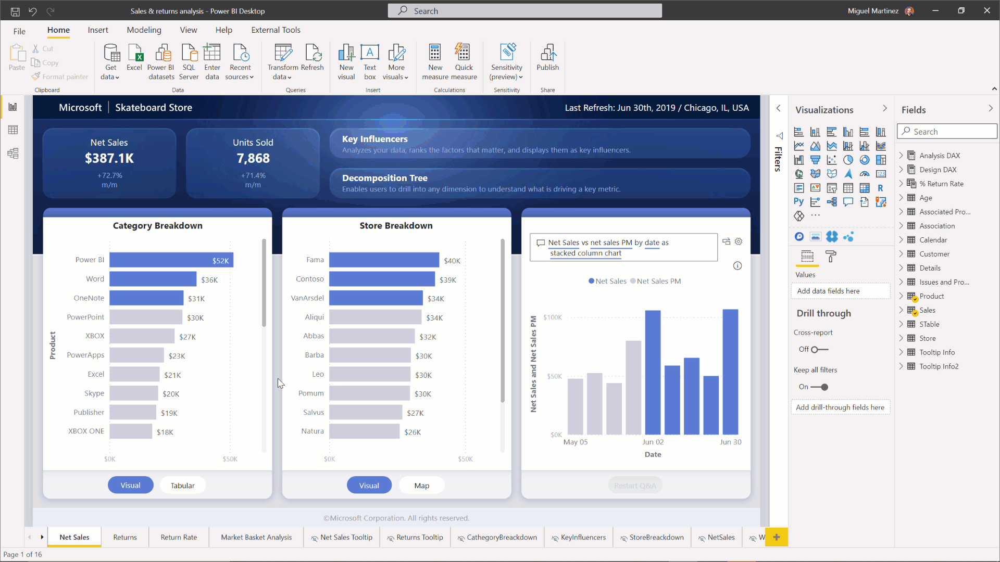 Sales & returns analysis - Power BI Desktop
Search
Miguel Martinez
File
Home
Insert
Modeling
View
Help
External Tools
Paste
Cut
Copy
Format painter
Clipboard
Get data
Excel
Power BI datasets
SQL Server
Enter data
Recent sources
Data
Transform data
Refresh
Queries
New visual
Text box
More visuals
Insert
New measure
Quick measure
Calculations
Sensitivity (preview)
Sensitivity
Publish
Share
Microsoft | Skateboard Store
Last Refresh: Jun 30th, 2019 / Chicago, IL, USA
Net Sales
$387.1K
+72.7%
m/m
Units Sold
7,868
+71.4%
m/m
Key Influencers
Analyzes your data, ranks the factors that matter, and displays them as key influencers.
Decomposition Tree
Enables users to drill into any dimension to understand what is driving a key metric.
Category Breakdown
Product
Power BI $52K
Word $36K
OneNote $31K
PowerPoint $30K
XBOX $27K
PowerApps $23K
Excel $21K
Skype $20K
Publisher $19K
XBOX ONE $18K
$0K $50K
Visual
Tabular
Store Breakdown
Fama $40K
Contoso $39K
VanArsdel $34K
Aliqui $34K
Abbas $32K
Barba $30K
Leo $30K
Pomum $30K
Salvus $27K
Natura $26K
$0K $50K
Visual
Map
Net Sales vs net sales PM by date as
stacked column chart
Net Sales
Net Sales PM
Net Sales and Net Sales PM
$100K
$50K
$0K
May 05
Jun 02
Jun 30
Date
Restart Q&A
©Microsoft Corporation. All rights reserved.
Filters
Visualizations
123
R
Py
Values
Add data fields here
Drill through
Cross-report
Off
Keep all filters
On
Add drill-through fields here
Fields
Search
Analysis DAX
Design DAX
% Return Rate
Age
Associated Pro...
Association
Calendar
Customer
Details
Issues and Pro...
Product
Sales
STable
Store
Tooltip Info
Tooltip Info2
Net Sales
Returns
Return Rate
Market Basket Analysis
Net Sales Tooltip
Returns Tooltip
CathegoryBreakdown
KeyInfluencers
StoreBreakdown
NetSales
W
Page 1 of 16